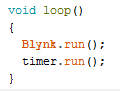 void loop()
{
  Blynk.run();
  timer.run();
}